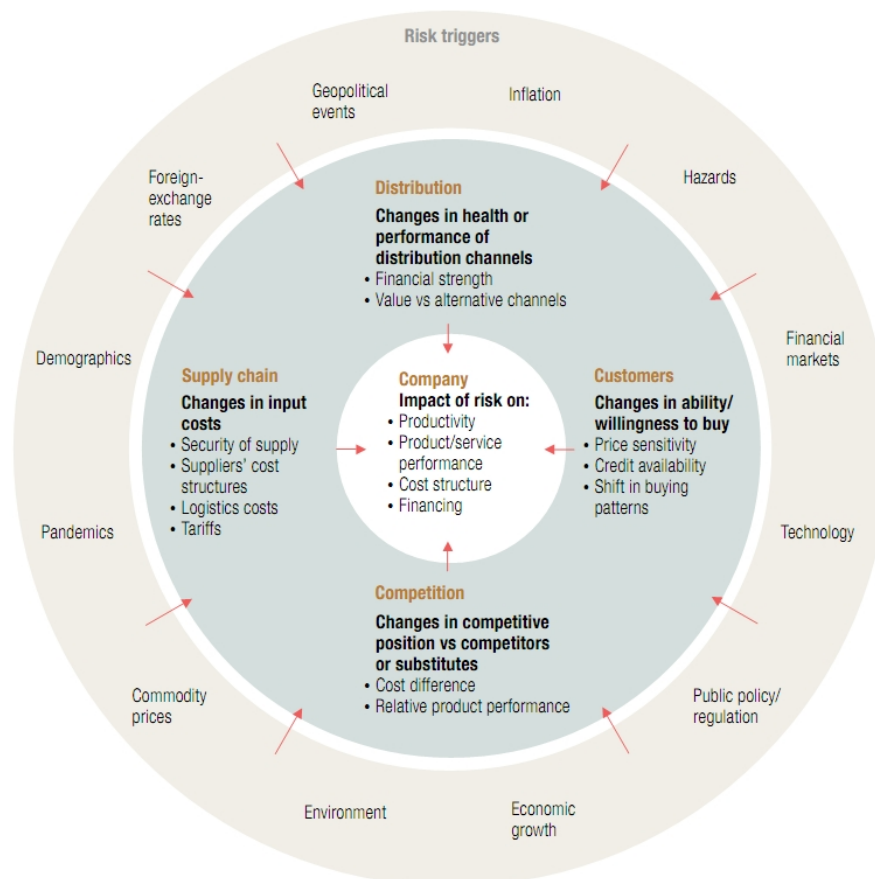 Risk triggers
Geopolitical
events
Inflation
Foreign-
exchange
rates
Hazards
Distribution
Changes in health or
performance of
distribution channels
• Financial strength
• Value vs alternative channels
Demographics
Financial
markets
Supply chain
Changes in input
costs
• Security of supply
• Suppliers’ cost
structures
• Logistics costs
• Tariffs
Company
Impact of risk on:
• Productivity
• Product/service
performance
• Cost structure
• Financing
Customers
Changes in ability/
willingness to buy
• Price sensitivity
• Credit availability
• Shift in buying
patterns
Pandemics
Technology
Competition
Changes in competitive
position vs competitors
or substitutes
• Cost difference
• Relative product performance
Commodity
prices
Public policy/
regulation
Environment
Economic
growth